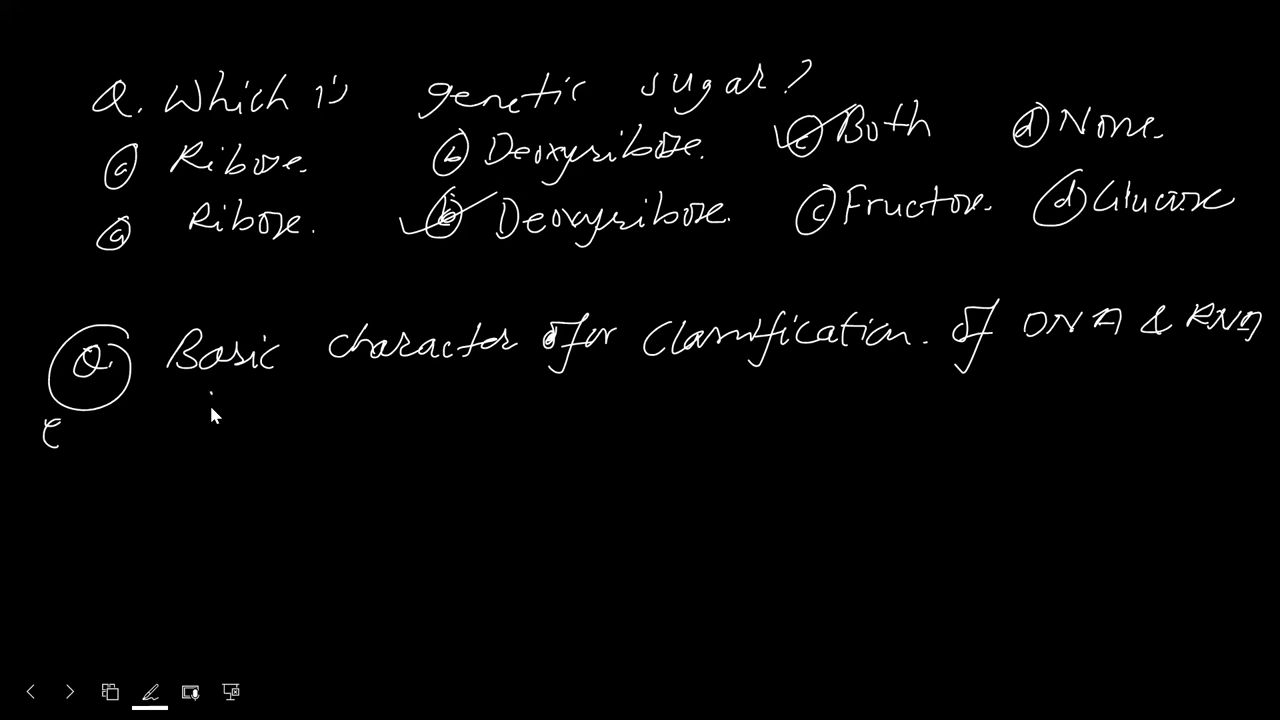 Q. Which is genetic sugar?
(a) Ribose. (b) Deoxyribose. (c) Both (d) None.
(a) Ribose. (b) Deoxyribose. (c) Fructose. (d) Glucose
Q. Basic character for Classification. of DNA & RNA